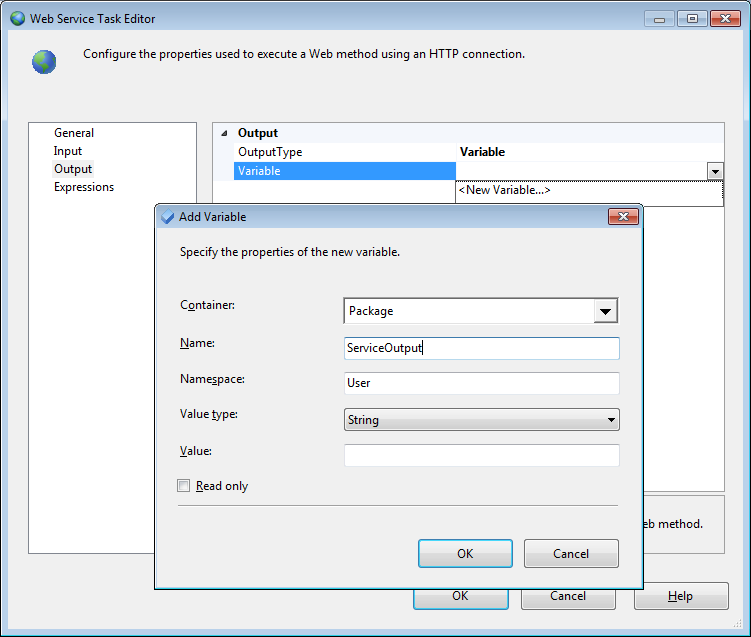 Web Service Task Editor
Configure the properties used to execute a Web method using an HTTP connection.
General
Input
Output
Expressions
Output
OutputType Variable
Variable
<New Variable...>
Add Variable
Specify the properties of the new variable.
Container: Package
Name: ServiceOutput
Namespace: User
Value type: String
Value:
Read only
OK Cancel
method.
OK Cancel Help